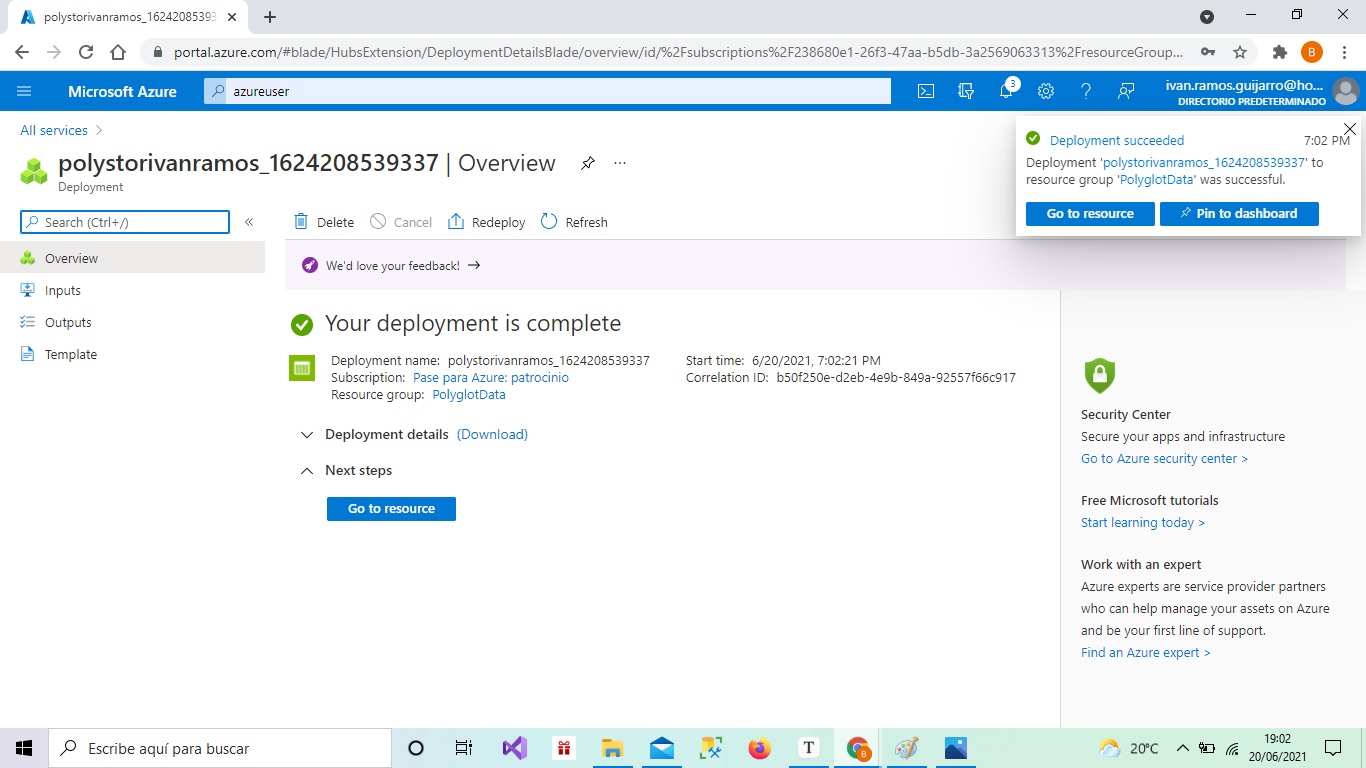 polystorivanramos_1624208539337
portal.azure.com/#blade/HubsExtension/DeploymentDetailsBlade/overview/id/%2Fsubscriptions%2F238680e1-26f3-47aa-b5db-3a2569063313%2FresourceGroup...
B
Microsoft Azure
azureuser
3
ivan.ramos.guijarro@ho...
DIRECTORIO PREDETERMINADO
All services
polystorivanramos_1624208539337 | Overview
Deployment
Deployment succeeded
7:02 PM
Deployment 'polystorivanramos_1624208539337' to
resource group 'PolyglotData' was successful.
Go to resource
Pin to dashboard
Search (Ctrl+/)
Overview
Inputs
Outputs
Template
Delete
Cancel
Redeploy
Refresh
We'd love your feedback!
Your deployment is complete
Deployment name: polystorivanramos_1624208539337
Subscription: Pase para Azure: patrocinio
Resource group: PolyglotData
Start time: 6/20/2021, 7:02:21 PM
Correlation ID: b50f250e-d2eb-4e9b-849a-92557f66c917
Deployment details (Download)
Next steps
Go to resource
Security Center
Secure your apps and infrastructure
Go to Azure security center >
Free Microsoft tutorials
Start learning today >
Work with an expert
Azure experts are service provider partners
who can help manage your assets on Azure
and be your first line of support.
Find an Azure expert >
Escribe aquí para buscar
T
B
20°C
19:02
20/06/2021